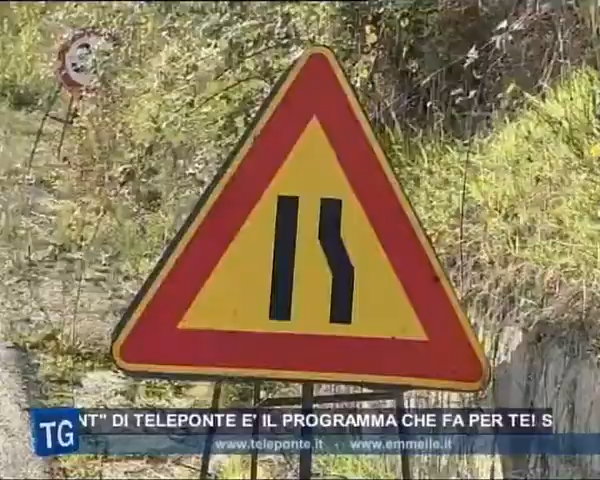 NT" DI TELEPONTE E' IL PROGRAMMA CHE FA PER TE! S
TG
www.teleponte.it - www.emmelle.it